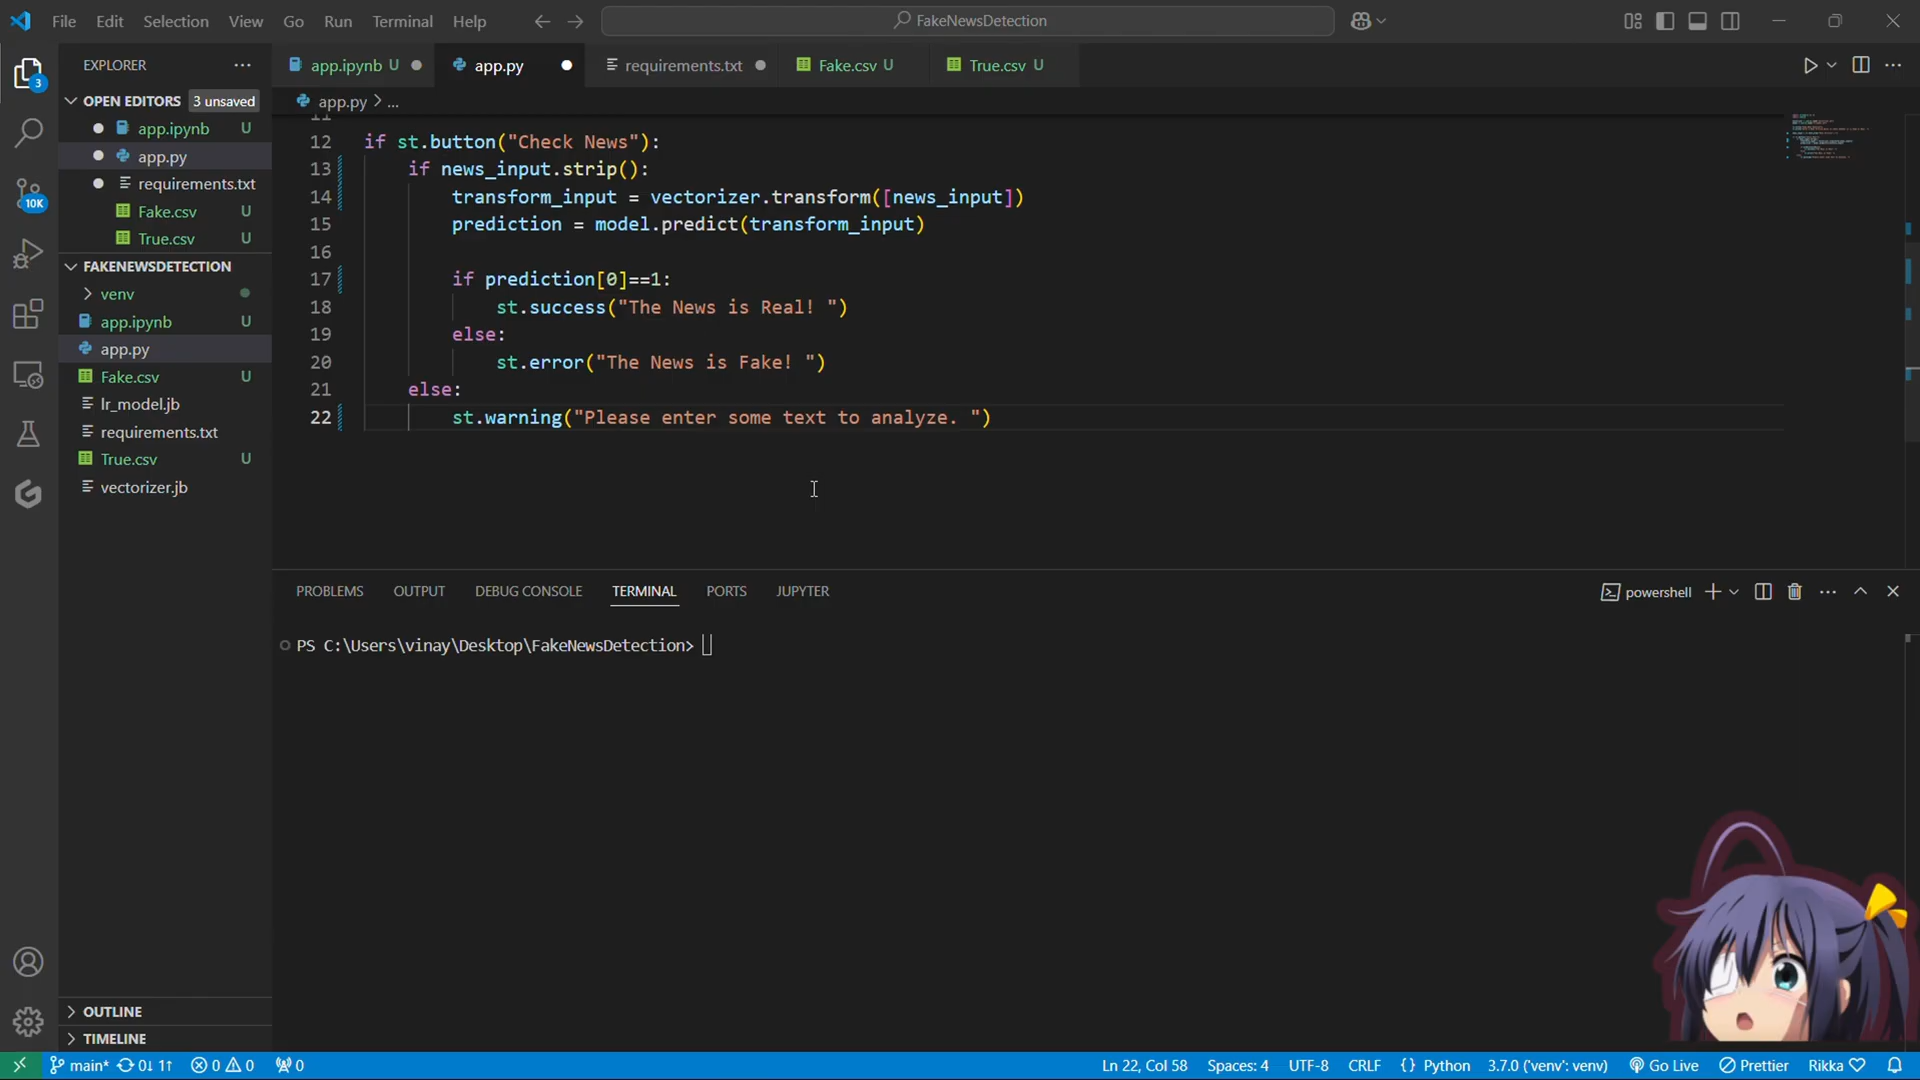 File Edit Selection View Go Run Terminal Help
FakeNewsDetection
EXPLORER
app.ipynb U
app.py
requirements.txt
Fake.csv U
True.csv U
3
OPEN EDITORS 3 unsaved
app.ipynb U
app.py
requirements.txt
Fake.csv U
True.csv U
10K
FAKENEWSDETECTION
venv
app.ipynb U
app.py
Fake.csv U
lr_model.jb
requirements.txt
True.csv U
vectorizer.jb
OUTLINE
TIMELINE
app.py > ...
11
12 if st.button("Check News"):
13 if news_input.strip():
14 transform_input = vectorizer.transform([news_input])
15 prediction = model.predict(transform_input)
16
17 if prediction[0]==1:
18 st.success("The News is Real! ")
19 else:
20 st.error("The News is Fake! ")
21 else:
22 st.warning("Please enter some text to analyze. ")
PROBLEMS OUTPUT DEBUG CONSOLE TERMINAL PORTS JUPYTER
powershell
PS C:\Users\vinay\Desktop\FakeNewsDetection>
main* 0↓ 1↑ 0 0 0
Ln 22, Col 58 Spaces: 4 UTF-8 CRLF {} Python 3.7.0 ('venv': venv) Go Live Prettier Rikka